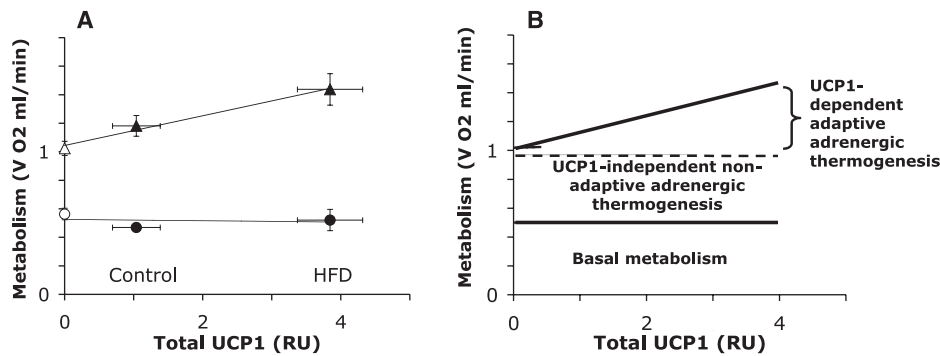 A
Metabolism (V O2 ml/min)
1
0
Control
HFD
0
2
4
Total UCP1 (RU)
B
Metabolism (V O2 ml/min)
1
0
UCP1-
dependent
adaptive
adrenergic
thermogenesis
UCP1-independent non-
adaptive adrenergic
thermogenesis
Basal metabolism
0
2
4
Total UCP1 (RU)